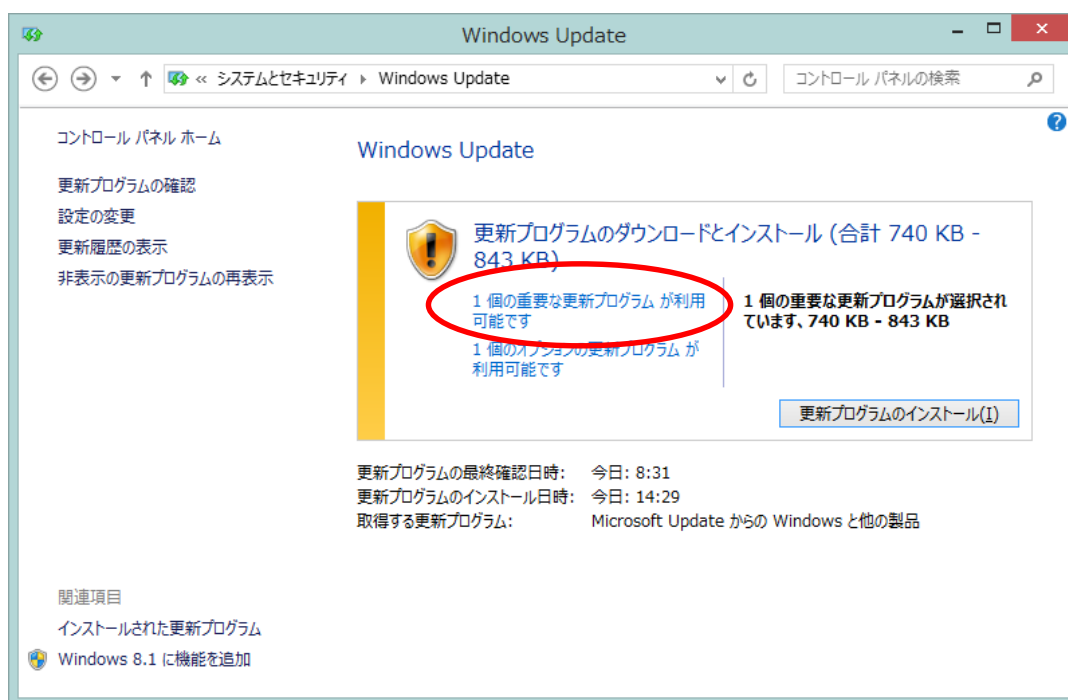 Windows Update
« システムとセキュリティ ▸ Windows Update
コントロール パネルの検索
コントロール パネル ホーム
更新プログラムの確認
設定の変更
更新履歴の表示
非表示の更新プログラムの再表示
Windows Update
更新プログラムのダウンロードとインストール (合計 740 KB -
843 KB)
1 個の重要な更新プログラム が利用
可能です
1 個のオプションの更新プログラム が
利用可能です
1 個の重要な更新プログラムが選択され
ています、740 KB - 843 KB
更新プログラムのインストール(I)
更新プログラムの最終確認日時: 今日: 8:31
更新プログラムのインストール日時: 今日: 14:29
取得する更新プログラム: Microsoft Update からの Windows と他の製品
関連項目
インストールされた更新プログラム
Windows 8.1 に機能を追加